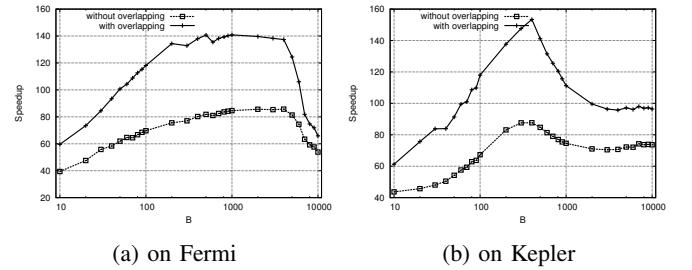 without overlapping
with overlapping
160
140
120
100
80
60
40
20
Speedup
10
100
1000
10000
B
(a) on Fermi
without overlapping
with overlapping
160
140
120
100
80
60
40
Speedup
10
100
1000
10000
B
(b) on Kepler